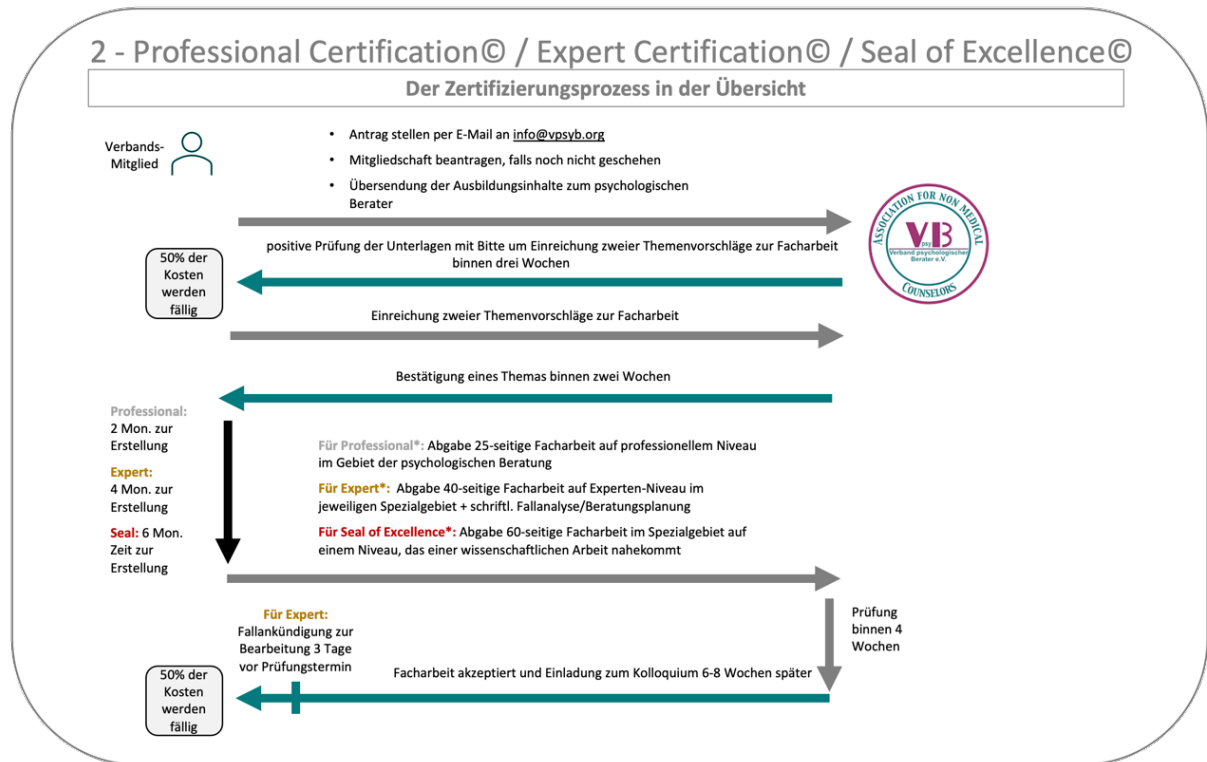 2 - Professional Certification© / Expert Certification© / Seal of Excellence©
Der Zertifizierungsprozess in der Übersicht
Verbands-
Mitglied
• Antrag stellen per E-Mail an info@vpsyb.org
• Mitgliedschaft beantragen, falls noch nicht geschehen
• Übersendung der Ausbildungsinhalte zum psychologischen
Berater
ASSOCIATION FOR NON MEDICAL
VB
psy
Verband psychologischer
Berater e.V.
COUNSELORS
positive Prüfung der Unterlagen mit Bitte um Einreichung zweier Themenvorschläge zur Facharbeit
binnen drei Wochen
50% der
Kosten
werden
fällig
Einreichung zweier Themenvorschläge zur Facharbeit
Bestätigung eines Themas binnen zwei Wochen
Professional:
2 Mon. zur
Erstellung
Expert:
4 Mon. zur
Erstellung
Seal: 6 Mon.
Zeit zur
Erstellung
Für Professional*: Abgabe 25-seitige Facharbeit auf professionellem Niveau
im Gebiet der psychologischen Beratung
Für Expert*: Abgabe 40-seitige Facharbeit auf Experten-Niveau im
jeweiligen Spezialgebiet + schriftl. Fallanalyse/Beratungsplanung
Für Seal of Excellence*: Abgabe 60-seitige Facharbeit im Spezialgebiet auf
einem Niveau, das einer wissenschaftlichen Arbeit nahekommt
Prüfung
binnen 4
Wochen
Für Expert:
Fallankündigung zur
Bearbeitung 3 Tage
vor Prüfungstermin
Facharbeit akzeptiert und Einladung zum Kolloquium 6-8 Wochen später
50% der
Kosten
werden
fällig